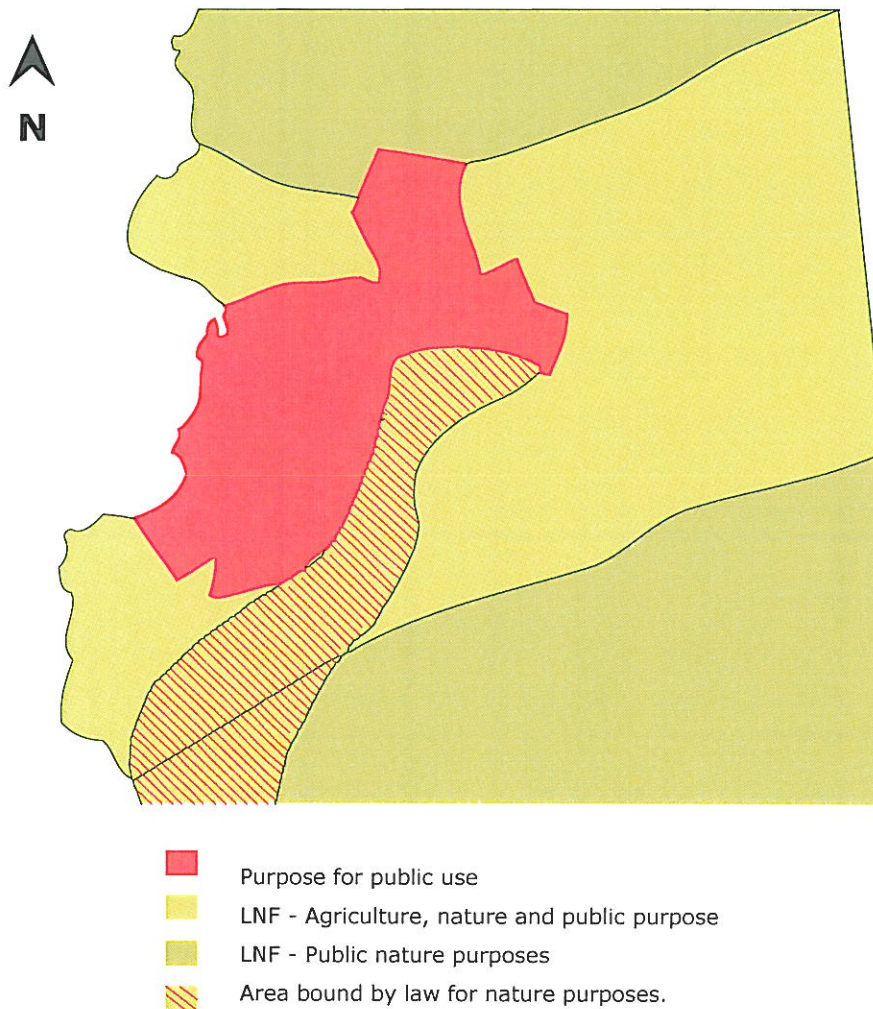 N
Purpose for public use
LNF - Agriculture, nature and public purpose
LNF - Public nature purposes
Area bound by law for nature purposes.